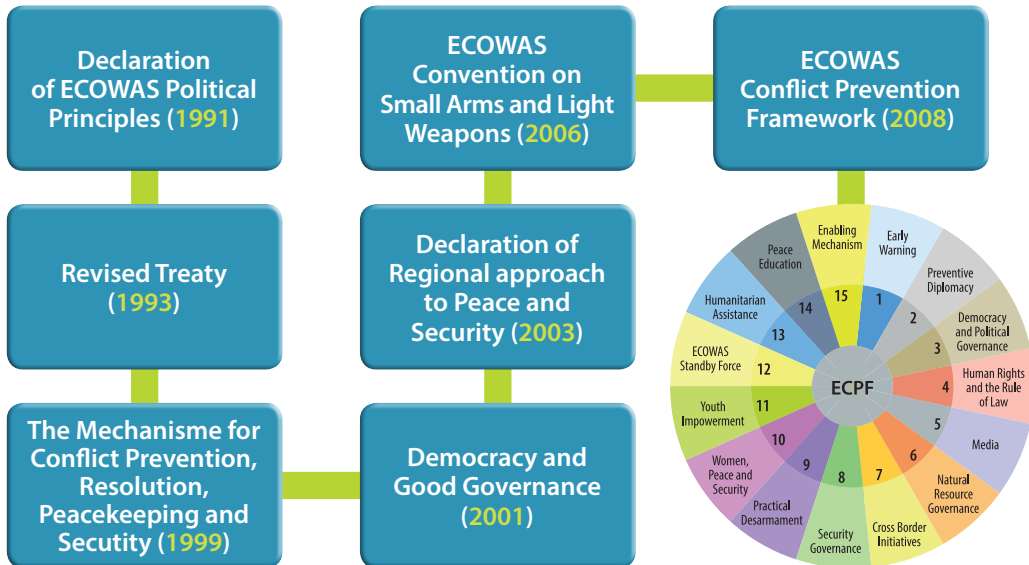 Declaration
of ECOWAS Political
Principles (1991)
Revised Treaty
(1993)
The Mechanisme for
Conflict Prevention,
Resolution,
Peacekeeping and
Secutity (1999)
Democracy and
Good Governance
(2001)
Declaration of
Regional approach
to Peace and
Security (2003)
ECOWAS
Convention on
Small Arms and Light
Weapons (2006)
ECOWAS
Conflict Prevention
Framework (2008)
ECPF
1
Early
Warning
2
Preventive
Diplomacy
3
Democracy
and Political
Governance
4
Human Rights
and the Rule
of Law
5
Media
6
Natural
Resource
Governance
7
Cross Border
Initiatives
8
Security
Governance
9
Practical
Desarmament
10
Women,
Peace and
Security
11
Youth
Impowerment
12
ECOWAS
Standby Force
13
Humanitarian
Assistance
14
Peace
Education
15
Enabling
Mechanism